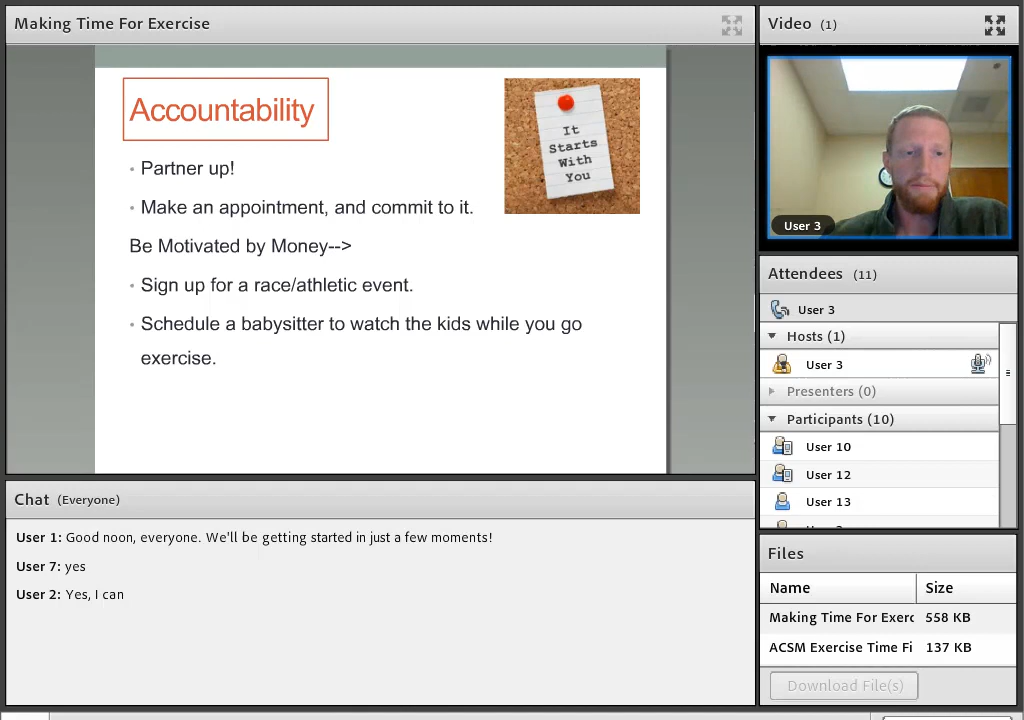 Making Time For Exercise
Accountability
It
Starts
With
You
• Partner up!
• Make an appointment, and commit to it.
Be Motivated by Money-->
• Sign up for a race/athletic event.
• Schedule a babysitter to watch the kids while you go
exercise.
Chat (Everyone)
User 1: Good noon, everyone. We'll be getting started in just a few moments!
User 7: yes
User 2: Yes, I can
Video (1)
User 3
Attendees (11)
User 3
Hosts (1)
User 3
Presenters (0)
Participants (10)
User 10
User 12
User 13
Files
Name Size
Making Time For Exerc 558 KB
ACSM Exercise Time Fi 137 KB
Download File(s)